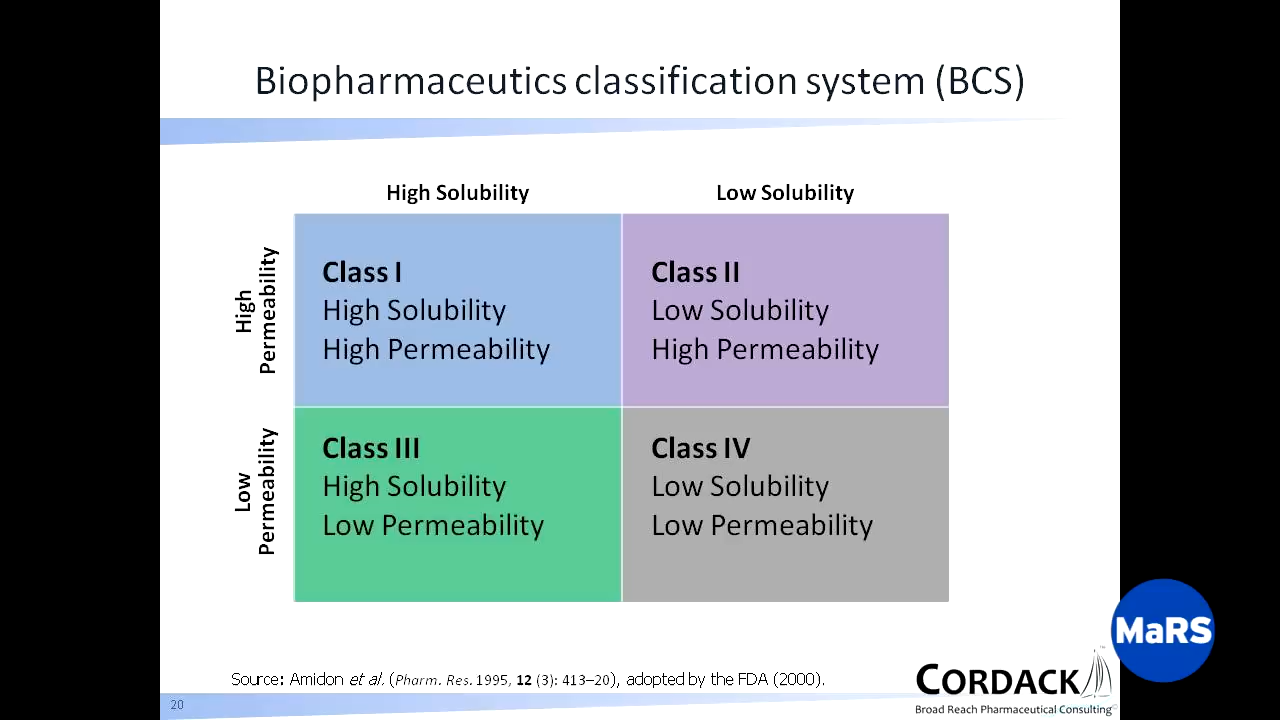 Biopharmaceutics classification system (BCS)
High Solubility
Low Solubility
High
Permeability
Class I
High Solubility
High Permeability
Class II
Low Solubility
High Permeability
Low
Permeability
Class III
High Solubility
Low Permeability
Class IV
Low Solubility
Low Permeability
MaRS
Source: Amidon et al. (Pharm. Res. 1995, 12 (3): 413–20), adopted by the FDA (2000).
CORDACK™
Broad Reach Pharmaceutical Consulting©
20